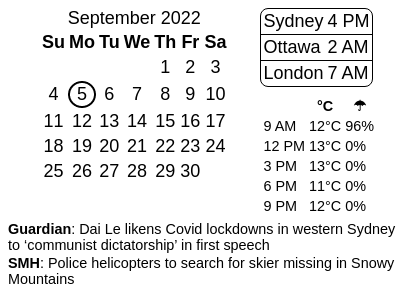 September 2022
Su Mo Tu We Th Fr Sa
1 2 3
4 5 6 7 8 9 10
11 12 13 14 15 16 17
18 19 20 21 22 23 24
25 26 27 28 29 30
Sydney 4 PM
Ottawa 2 AM
London 7 AM
°C ☂
9 AM 12°C 96%
12 PM 13°C 0%
3 PM 13°C 0%
6 PM 11°C 0%
9 PM 12°C 0%
Guardian: Dai Le likens Covid lockdowns in western Sydney
to ‘communist dictatorship’ in first speech
SMH: Police helicopters to search for skier missing in Snowy
Mountains